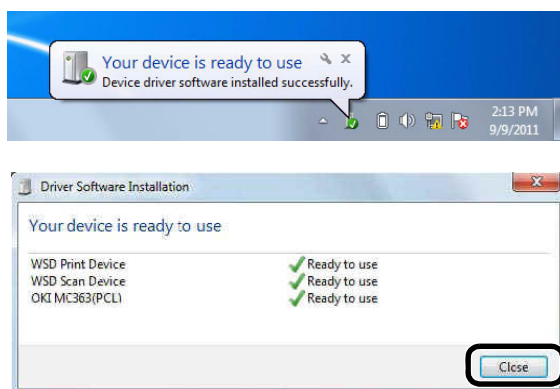 Your device is ready to use
Device driver software installed successfully.
2:13 PM
9/9/2011
Driver Software Installation
Your device is ready to use
WSD Print Device Ready to use
WSD Scan Device Ready to use
OKI MC363(PCL) Ready to use
Close